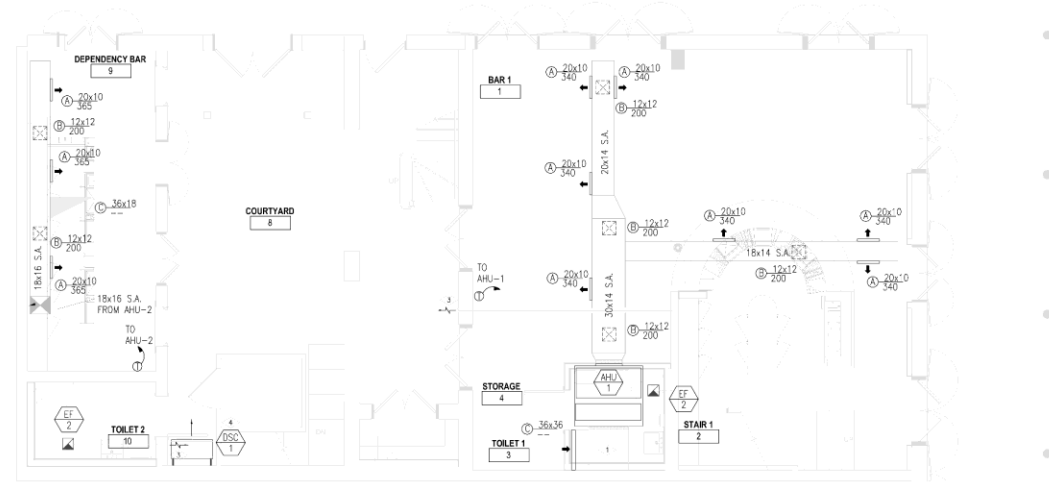 DEPENDENCY BAR
9
A 20x10
365
B 12x12
200
A 20x10
365
C 36x18
--
B 12x12
200
18x16 S.A.
A 20x10
365
18x16 S.A.
FROM AHU-2
TO
AHU-2
T
EF
2
TOILET 2
10
COURTYARD
8
4
DSC
1
3
3
TO
AHU-1
T
BAR 1
1
A 20x10
340
A 20x10
340
B 12x12
200
20x14 S.A.
A 20x10
340
B 12x12
200
A 20x10
340
30x14 S.A.
B 12x12
200
A 20x10
340
A 20x10
340
18x14 S.A.
B 12x12
200
A 20x10
340
AHU
1
STORAGE
4
C 36x36
--
TOILET 1
3
1
EF
2
STAIR 1
2